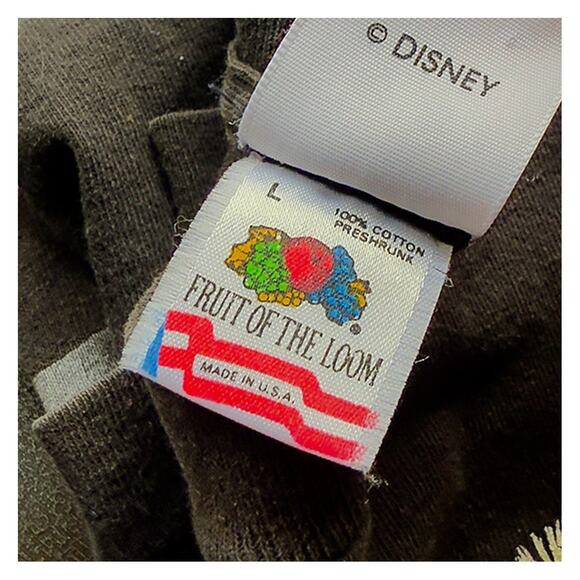 © DISNEY
L
100% COTTON
PRESHRUNK
FRUIT OF THE LOOM®
MADE IN U.S.A.